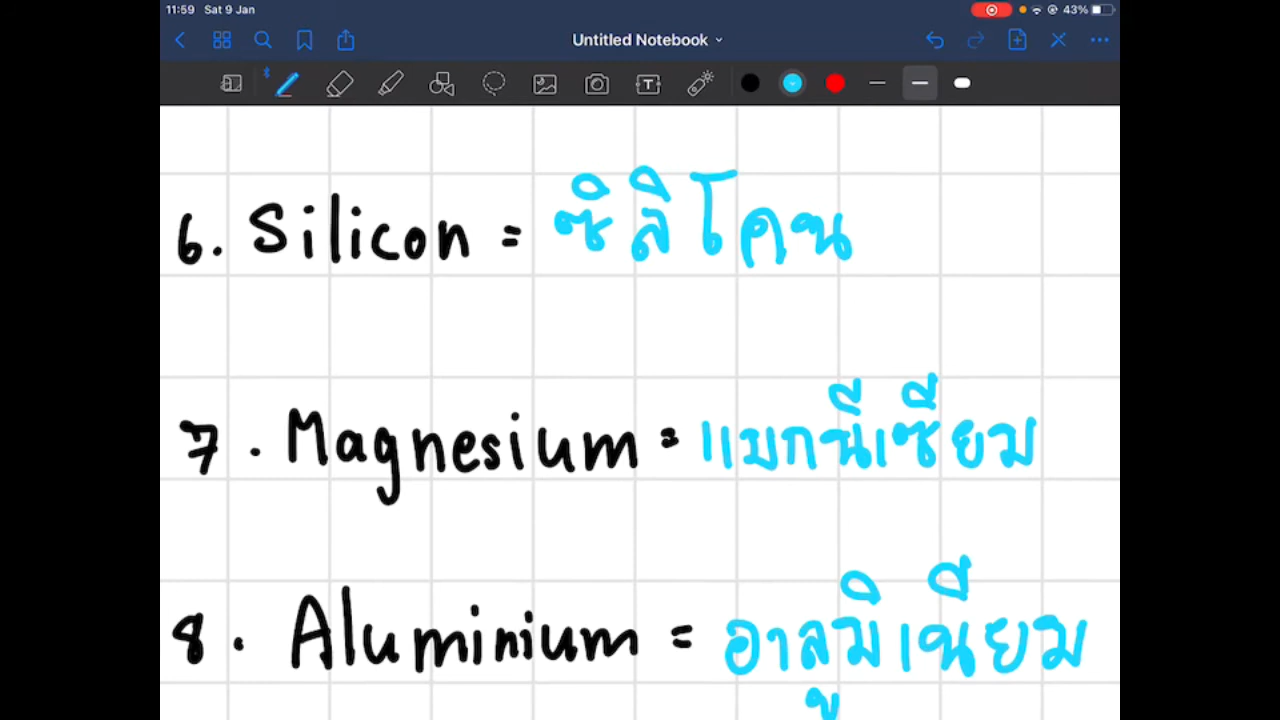 11:59 Sat 9 Jan 43%
Untitled Notebook
6. Silicon = ซิลิโคน
7. Magnesium = แมกนีเซียม
8. Aluminium = อาลูมิเนียม